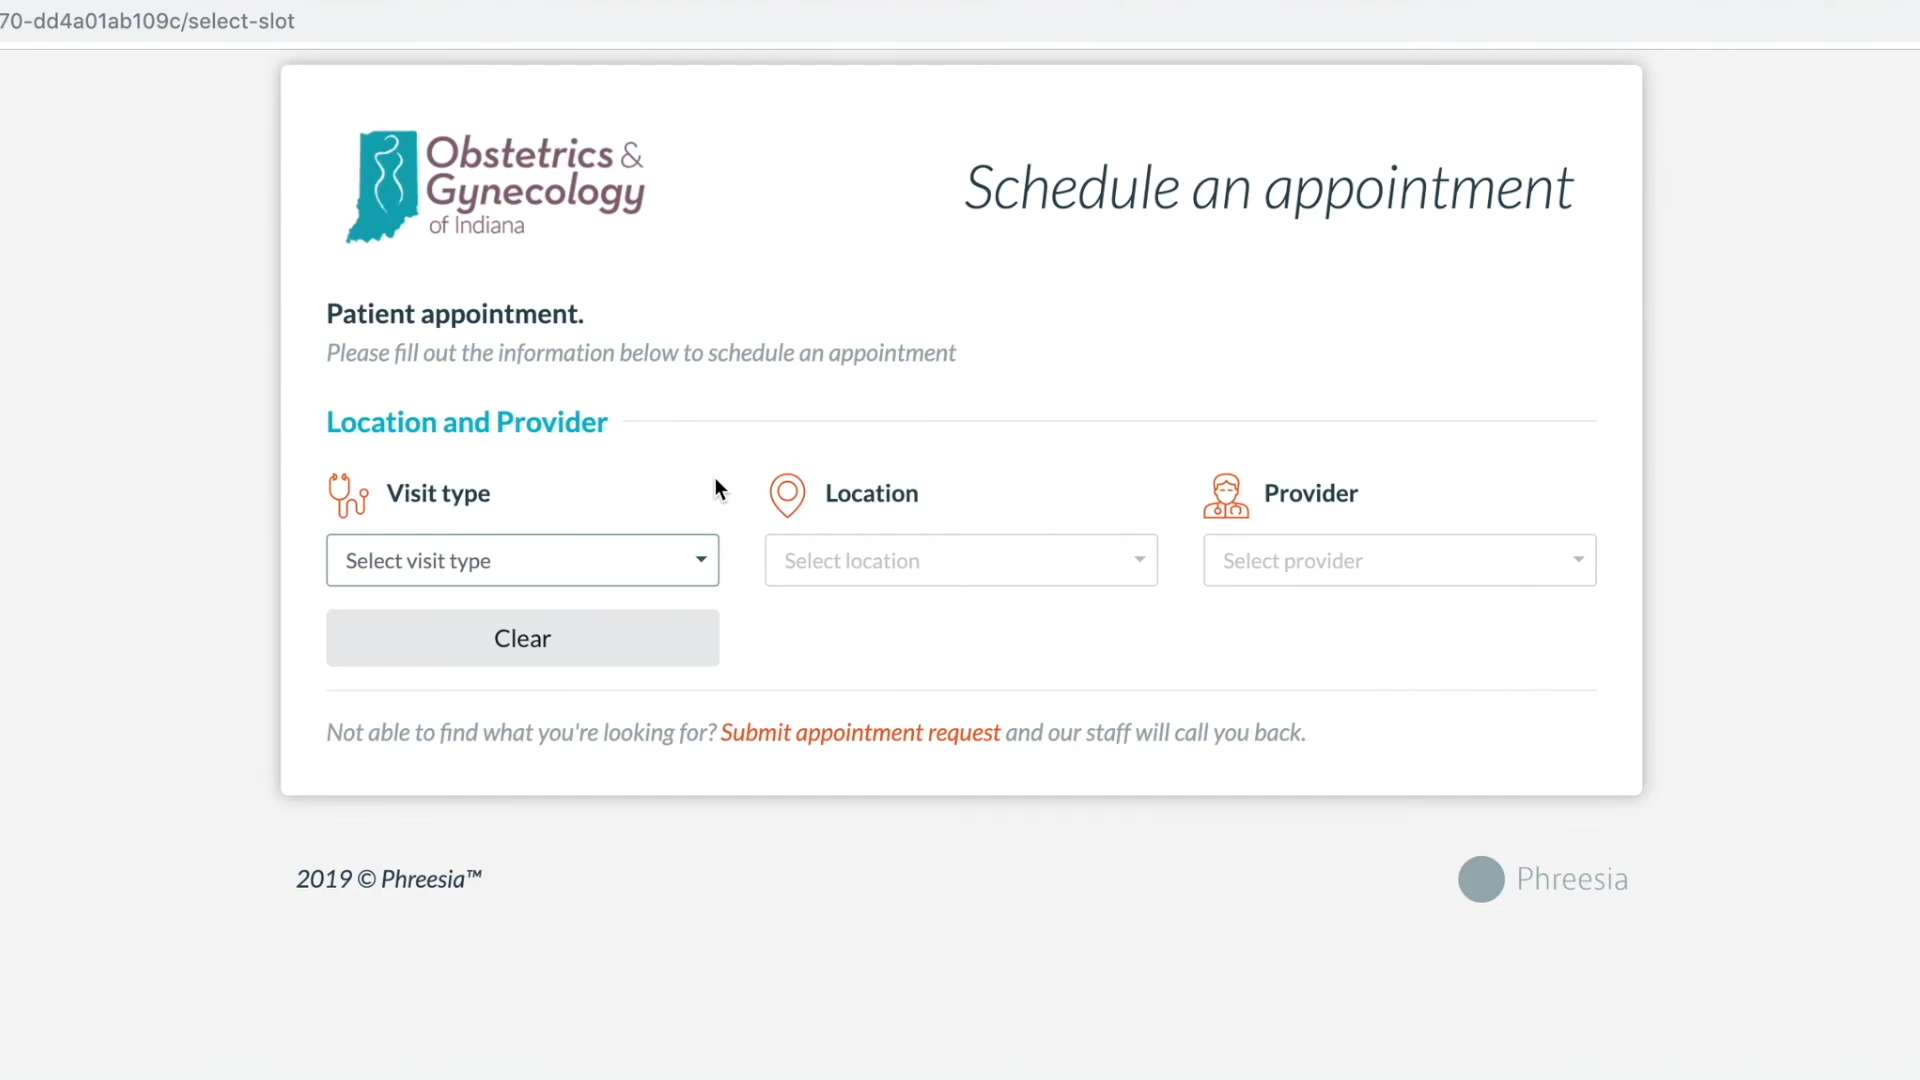 70-dd4a01ab109c/select-slot
Obstetrics &
Gynecology
of Indiana
Schedule an appointment
Patient appointment.
Please fill out the information below to schedule an appointment
Location and Provider
Visit type
Location
Provider
Select visit type
Select location
Select provider
Clear
Not able to find what you're looking for? Submit appointment request and our staff will call you back.
2019 © Phreesia™
Phreesia